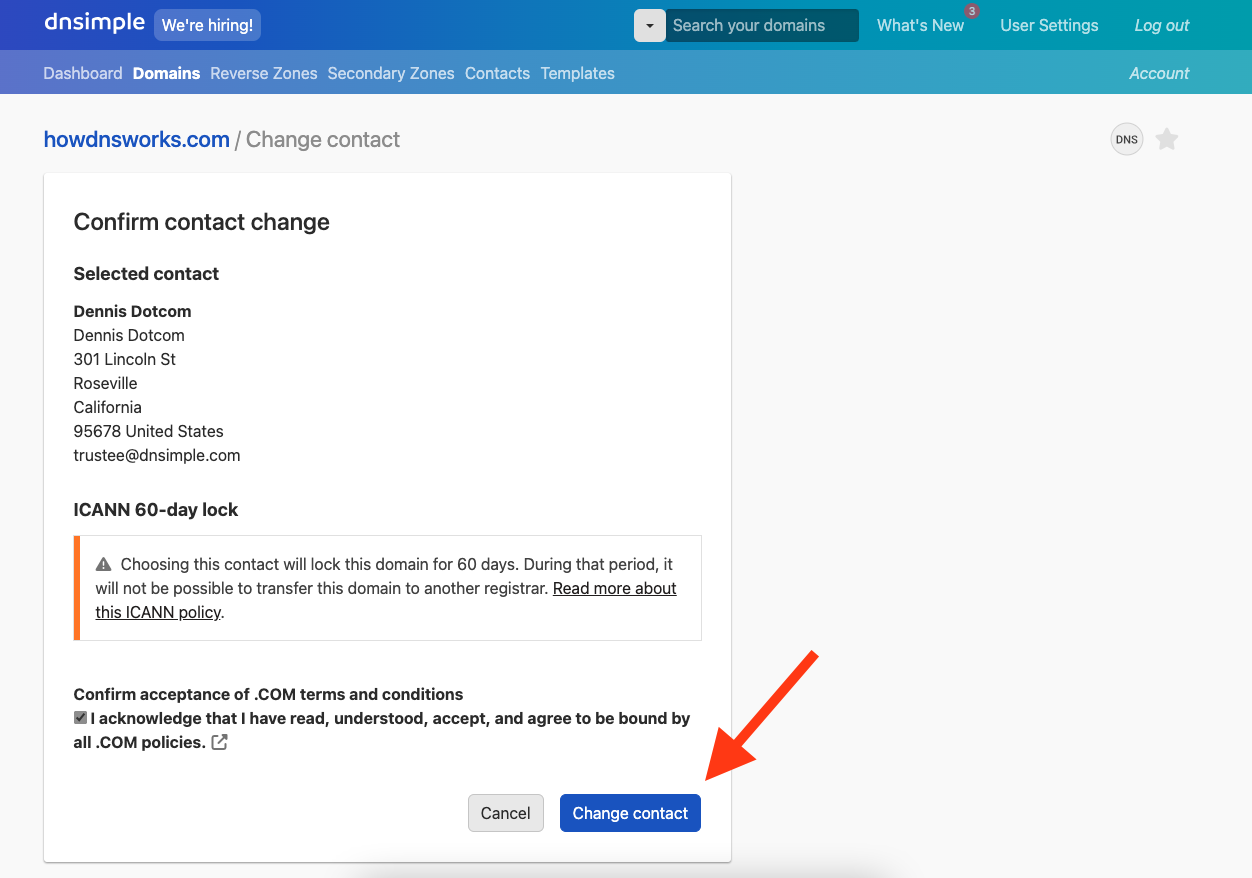 dnsimple We're hiring! Search your domains What's New 3 User Settings Log out
Dashboard Domains Reverse Zones Secondary Zones Contacts Templates Account
howdnsworks.com / Change contact DNS
Confirm contact change
Selected contact
Dennis Dotcom
Dennis Dotcom
301 Lincoln St
Roseville
California
95678 United States
trustee@dnsimple.com
ICANN 60-day lock
Choosing this contact will lock this domain for 60 days. During that period, it
will not be possible to transfer this domain to another registrar. Read more about
this ICANN policy.
Confirm acceptance of .COM terms and conditions
I acknowledge that I have read, understood, accept, and agree to be bound by
all .COM policies.
Cancel Change contact